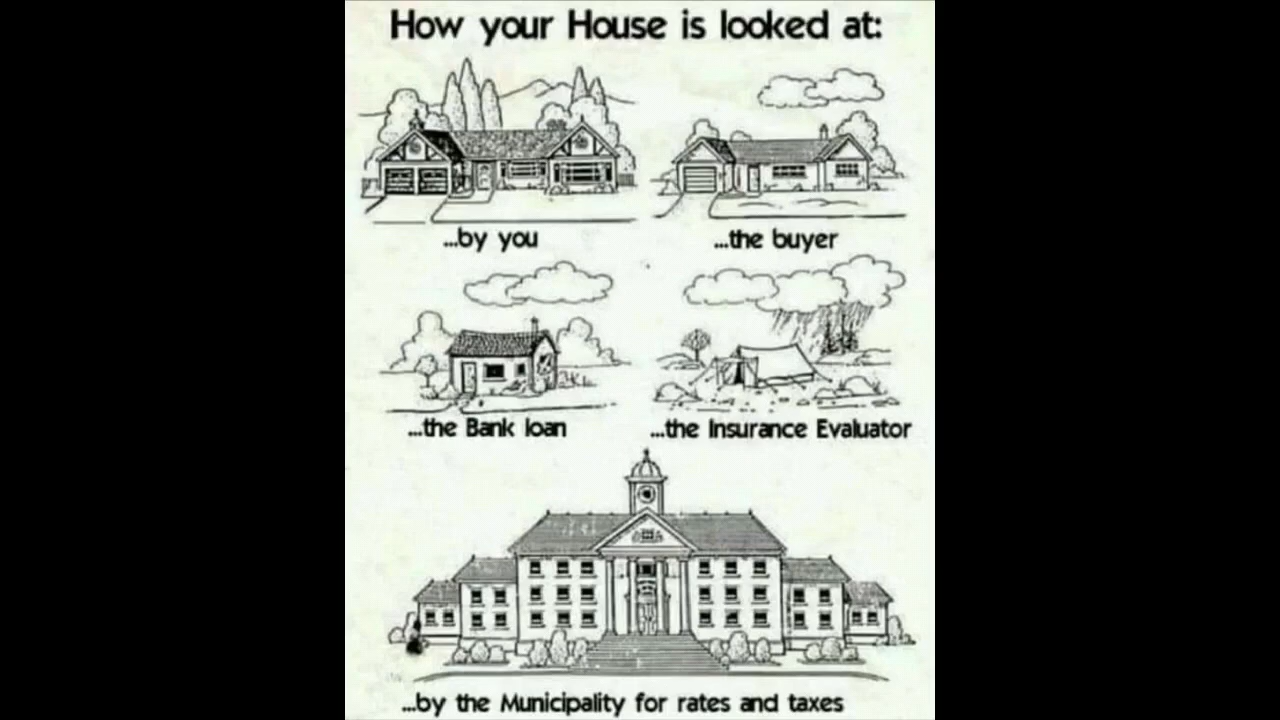 How your House is looked at:
...by you
...the buyer
...the Bank loan
...the Insurance Evaluator
...by the Municipality for rates and taxes